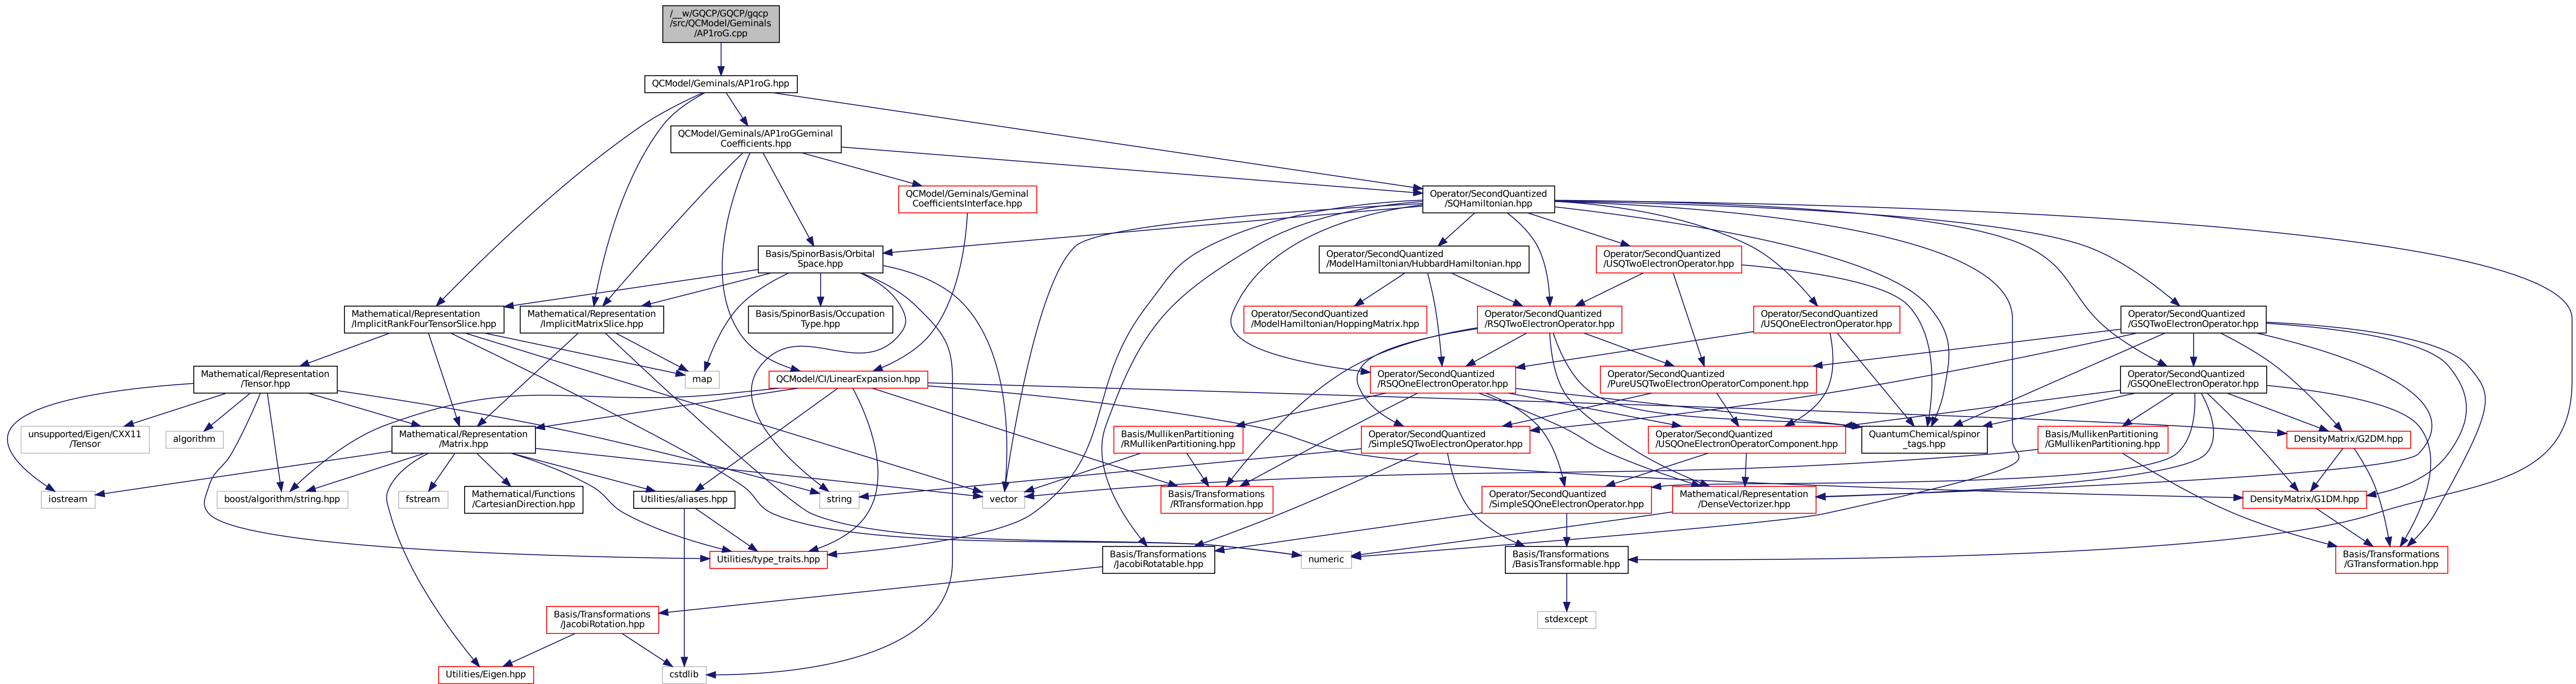 /__w/GQCP/GQCP/gqcp
/src/QCModel/Geminals
/AP1roG.cpp
QCModel/Geminals/AP1roG.hpp
QCModel/Geminals/AP1roGGeminal
Coefficients.hpp
QCModel/Geminals/Geminal
CoefficientsInterface.hpp
Operator/SecondQuantized
/SQHamiltonian.hpp
Basis/SpinorBasis/Orbital
Space.hpp
Operator/SecondQuantized
/ModelHamiltonian/HubbardHamiltonian.hpp
Operator/SecondQuantized
/USQTwoElectronOperator.hpp
Mathematical/Representation
/ImplicitRankFourTensorSlice.hpp
Mathematical/Representation
/ImplicitMatrixSlice.hpp
Basis/SpinorBasis/Occupation
Type.hpp
Operator/SecondQuantized
/ModelHamiltonian/HoppingMatrix.hpp
Operator/SecondQuantized
/RSQTwoElectronOperator.hpp
Operator/SecondQuantized
/USQOneElectronOperator.hpp
Operator/SecondQuantized
/GSQTwoElectronOperator.hpp
Mathematical/Representation
/Tensor.hpp
map
QCModel/CI/LinearExpansion.hpp
Operator/SecondQuantized
/RSQOneElectronOperator.hpp
Operator/SecondQuantized
/PureUSQTwoElectronOperatorComponent.hpp
Operator/SecondQuantized
/GSQOneElectronOperator.hpp
unsupported/Eigen/CXX11
/Tensor
algorithm
Mathematical/Representation
/Matrix.hpp
Basis/MullikenPartitioning
/RMullikenPartitioning.hpp
Operator/SecondQuantized
/SimpleSQTwoElectronOperator.hpp
Operator/SecondQuantized
/USQOneElectronOperatorComponent.hpp
QuantumChemical/spinor
_tags.hpp
Basis/MullikenPartitioning
/GMullikenPartitioning.hpp
DensityMatrix/G2DM.hpp
iostream
boost/algorithm/string.hpp
fstream
Mathematical/Functions
/CartesianDirection.hpp
Utilities/aliases.hpp
string
vector
Basis/Transformations
/RTransformation.hpp
Operator/SecondQuantized
/SimpleSQOneElectronOperator.hpp
Mathematical/Representation
/DenseVectorizer.hpp
DensityMatrix/G1DM.hpp
Utilities/type_traits.hpp
Basis/Transformations
/JacobiRotatable.hpp
numeric
Basis/Transformations
/BasisTransformable.hpp
Basis/Transformations
/GTransformation.hpp
Basis/Transformations
/JacobiRotation.hpp
stdexcept
Utilities/Eigen.hpp
cstdlib